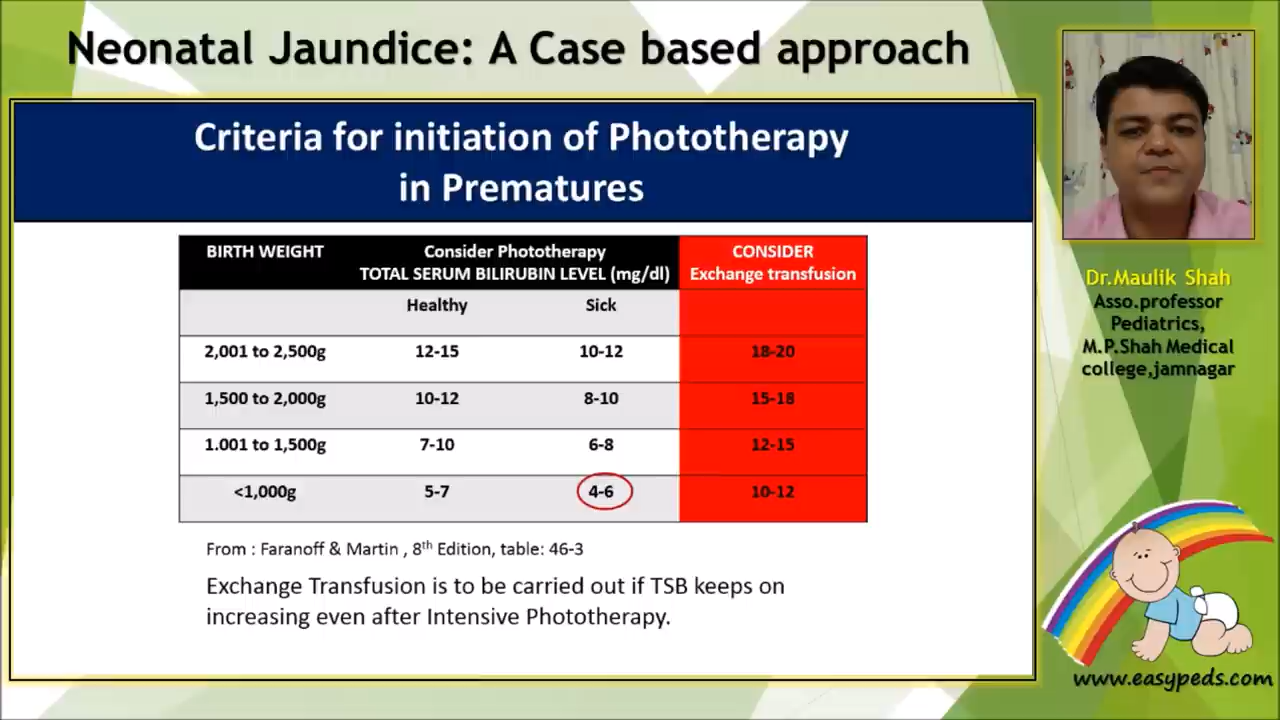 Neonatal Jaundice: A Case based approach
Criteria for initiation of Phototherapy
in Prematures
BIRTH WEIGHT Consider Phototherapy CONSIDER
TOTAL SERUM BILIRUBIN LEVEL (mg/dl) Exchange transfusion
Healthy Sick
2,001 to 2,500g 12-15 10-12 18-20
1,500 to 2,000g 10-12 8-10 15-18
1.001 to 1,500g 7-10 6-8 12-15
<1,000g 5-7 4-6 10-12
From : Faranoff & Martin , 8th Edition, table: 46-3
Exchange Transfusion is to be carried out if TSB keeps on
increasing even after Intensive Phototherapy.
Dr.Maulik Shah
Asso.professor
Pediatrics,
M.P.Shah Medical
college,jamnagar
www.easypeds.com